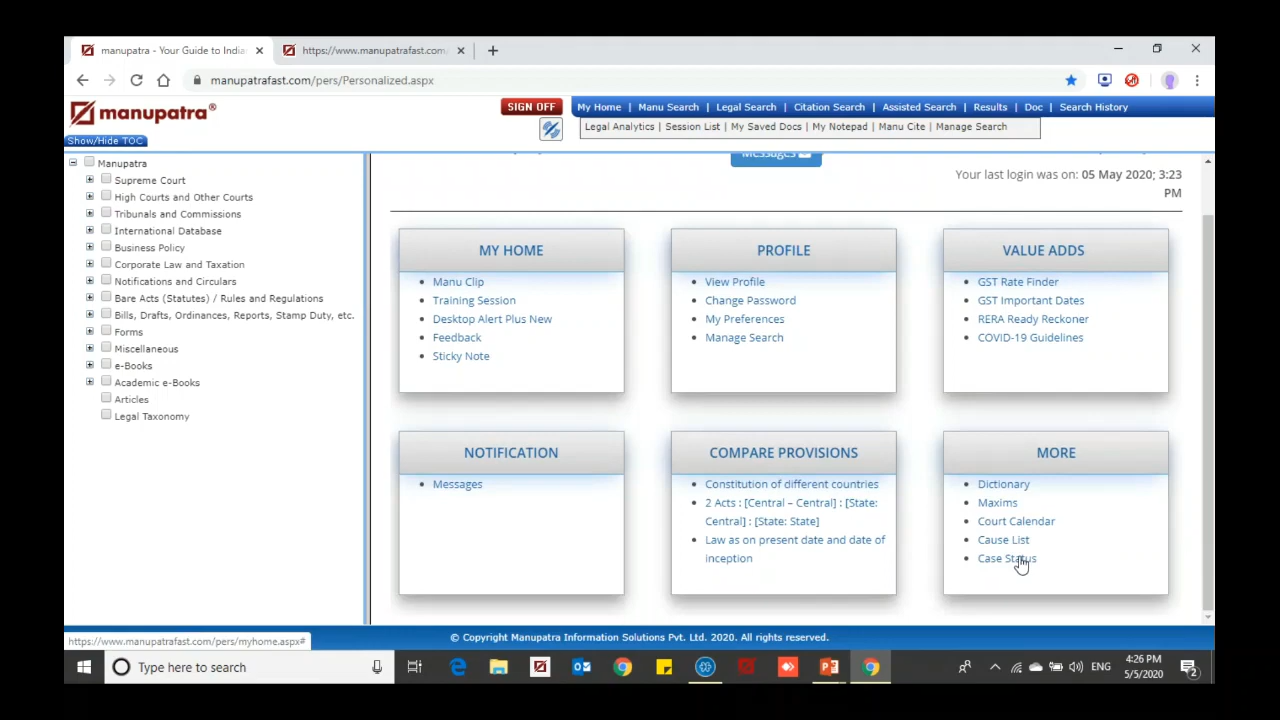 manupatra - Your Guide to India
https://www.manupatrafast.com/
manupatrafast.com/pers/Personalized.aspx
manupatra®
SIGN OFF
My Home | Manu Search | Legal Search | Citation Search | Assisted Search | Results | Doc | Search History
Legal Analytics | Session List | My Saved Docs | My Notepad | Manu Cite | Manage Search
Show/Hide TOC
Manupatra
Supreme Court
High Courts and Other Courts
Tribunals and Commissions
International Database
Business Policy
Corporate Law and Taxation
Notifications and Circulars
Bare Acts (Statutes) / Rules and Regulations
Bills, Drafts, Ordinances, Reports, Stamp Duty, etc.
Forms
Miscellaneous
e-Books
Academic e-Books
Articles
Legal Taxonomy
Messages
Your last login was on: 05 May 2020; 3:23
PM
MY HOME
Manu Clip
Training Session
Desktop Alert Plus New
Feedback
Sticky Note
PROFILE
View Profile
Change Password
My Preferences
Manage Search
VALUE ADDS
GST Rate Finder
GST Important Dates
RERA Ready Reckoner
COVID-19 Guidelines
NOTIFICATION
Messages
COMPARE PROVISIONS
Constitution of different countries
2 Acts : [Central – Central] : [State:
Central] : [State: State]
Law as on present date and date of
inception
MORE
Dictionary
Maxims
Court Calendar
Cause List
Case Status
https://www.manupatrafast.com/pers/myhome.aspx#
© Copyright Manupatra Information Solutions Pvt. Ltd. 2020. All rights reserved.
Type here to search
ENG
4:26 PM
5/5/2020
2